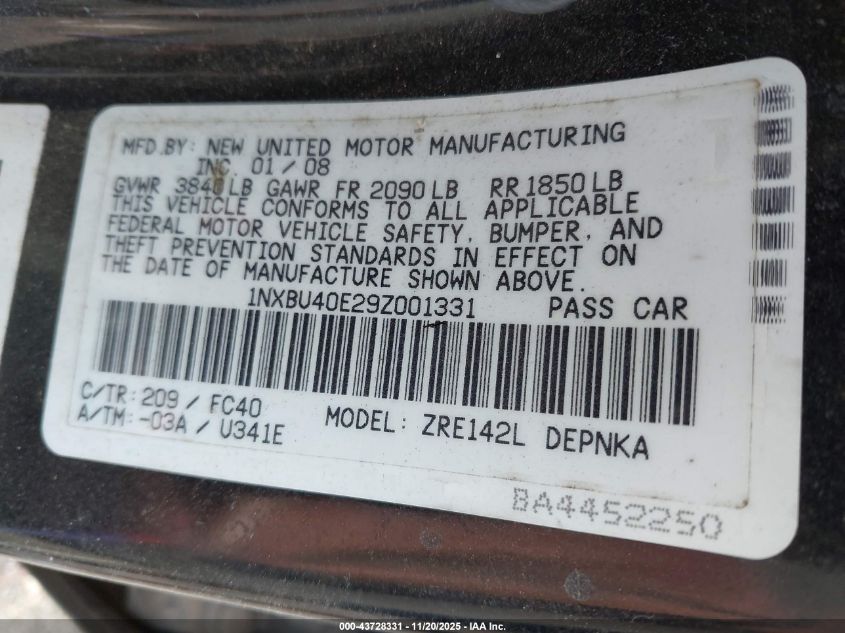 MFD.BY: NEW UNITED MOTOR MANUFACTURING
INC 01/08
GVWR 3840LB GAWR FR 2090LB RR 1850LB
THIS VEHICLE CONFORMS TO ALL APPLICABLE
FEDERAL MOTOR VEHICLE SAFETY, BUMPER, AND
THEFT PREVENTION STANDARDS IN EFFECT ON
THE DATE OF MANUFACTURE SHOWN ABOVE.
1NXBU40E29Z001331 PASS CAR
C/TR: 209 / FC40
A/TM: -03A / U341E
MODEL: ZRE142L DEPNKA
BA4452250
000-43728331 - 11/20/2025 - IAA Inc.